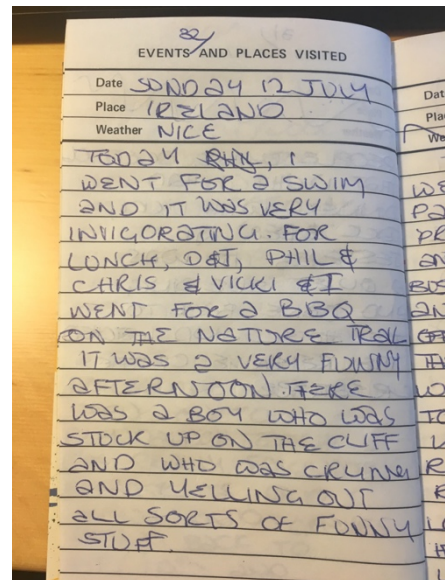 32
EVENTS AND PLACES VISITED
Date SUNDAY 12 JULY
Place IRELAND
Weather NICE
TODAY PHIL, I
WENT FOR A SWIM
AND IT WAS VERY
INVIGORATING. FOR
LUNCH, D&J, PHIL &
CHRIS & VICKI & I
WENT FOR A BBQ
ON THE NATURE TRAIL
IT WAS A VERY FUNNY
AFTERNOON. THERE
WAS A BOY WHO WAS
STUCK UP ON THE CLIFF
AND WHO WAS CRYING
AND YELLING OUT
ALL SORTS OF FUNNY
STUFF.